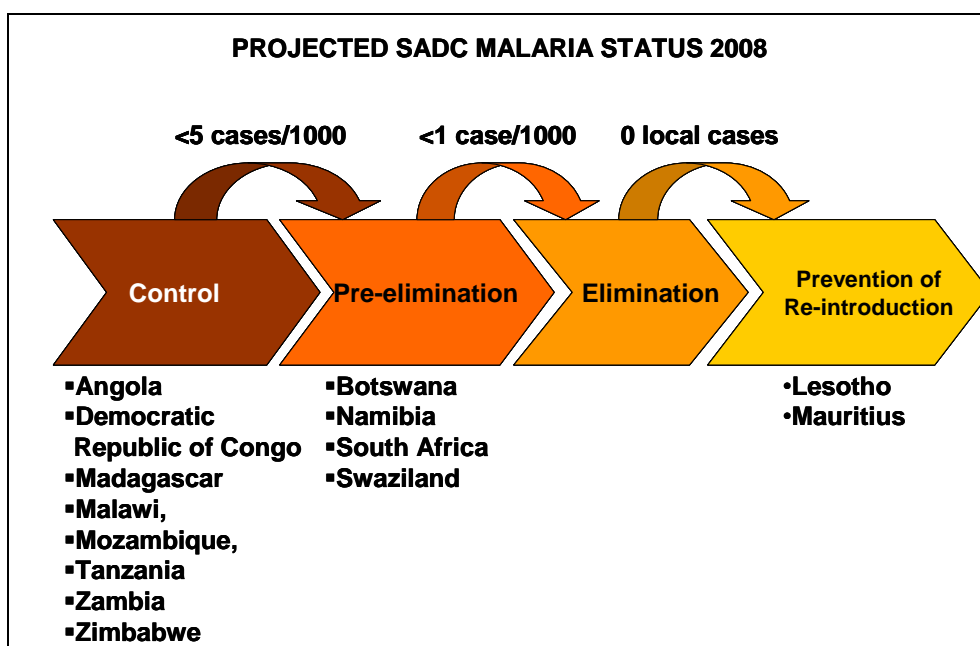 PROJECTED SADC MALARIA STATUS 2008
<5 cases/1000
<1 case/1000
0 local cases
Control
Pre-elimination
Elimination
Prevention of
Re-introduction
▪Angola
▪Democratic
Republic of Congo
▪Madagascar
▪Malawi,
▪Mozambique,
▪Tanzania
▪Zambia
▪Zimbabwe
▪Botswana
▪Namibia
▪South Africa
▪Swaziland
•Lesotho
•Mauritius